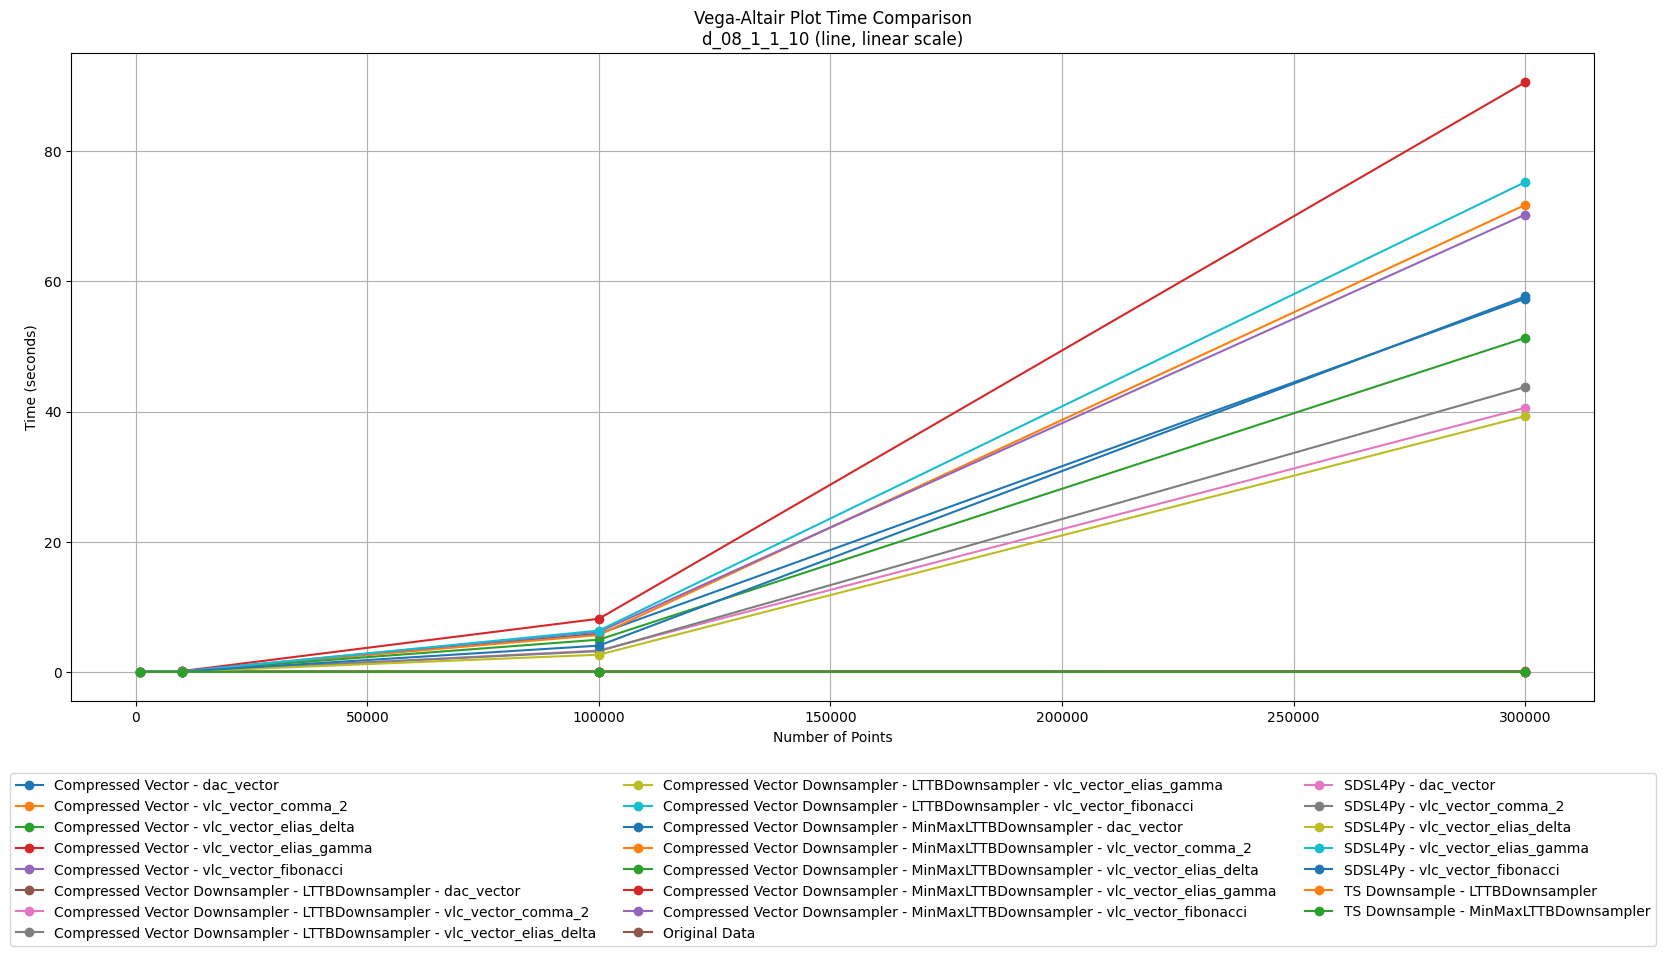 Vega-Altair Plot Time Comparison
d_08_1_1_10 (line, linear scale)
Time (seconds)
80
60
40
20
0
0 50000 100000 150000 200000 250000 300000
Number of Points
Compressed Vector - dac_vector
Compressed Vector - vlc_vector_comma_2
Compressed Vector - vlc_vector_elias_delta
Compressed Vector - vlc_vector_elias_gamma
Compressed Vector - vlc_vector_fibonacci
Compressed Vector Downsampler - LTTBDownsampler - dac_vector
Compressed Vector Downsampler - LTTBDownsampler - vlc_vector_comma_2
Compressed Vector Downsampler - LTTBDownsampler - vlc_vector_elias_delta
Compressed Vector Downsampler - LTTBDownsampler - vlc_vector_elias_gamma
Compressed Vector Downsampler - LTTBDownsampler - vlc_vector_fibonacci
Compressed Vector Downsampler - MinMaxLTTBDownsampler - dac_vector
Compressed Vector Downsampler - MinMaxLTTBDownsampler - vlc_vector_comma_2
Compressed Vector Downsampler - MinMaxLTTBDownsampler - vlc_vector_elias_delta
Compressed Vector Downsampler - MinMaxLTTBDownsampler - vlc_vector_elias_gamma
Compressed Vector Downsampler - MinMaxLTTBDownsampler - vlc_vector_fibonacci
Original Data
SDSL4Py - dac_vector
SDSL4Py - vlc_vector_comma_2
SDSL4Py - vlc_vector_elias_delta
SDSL4Py - vlc_vector_elias_gamma
SDSL4Py - vlc_vector_fibonacci
TS Downsample - LTTBDownsampler
TS Downsample - MinMaxLTTBDownsampler